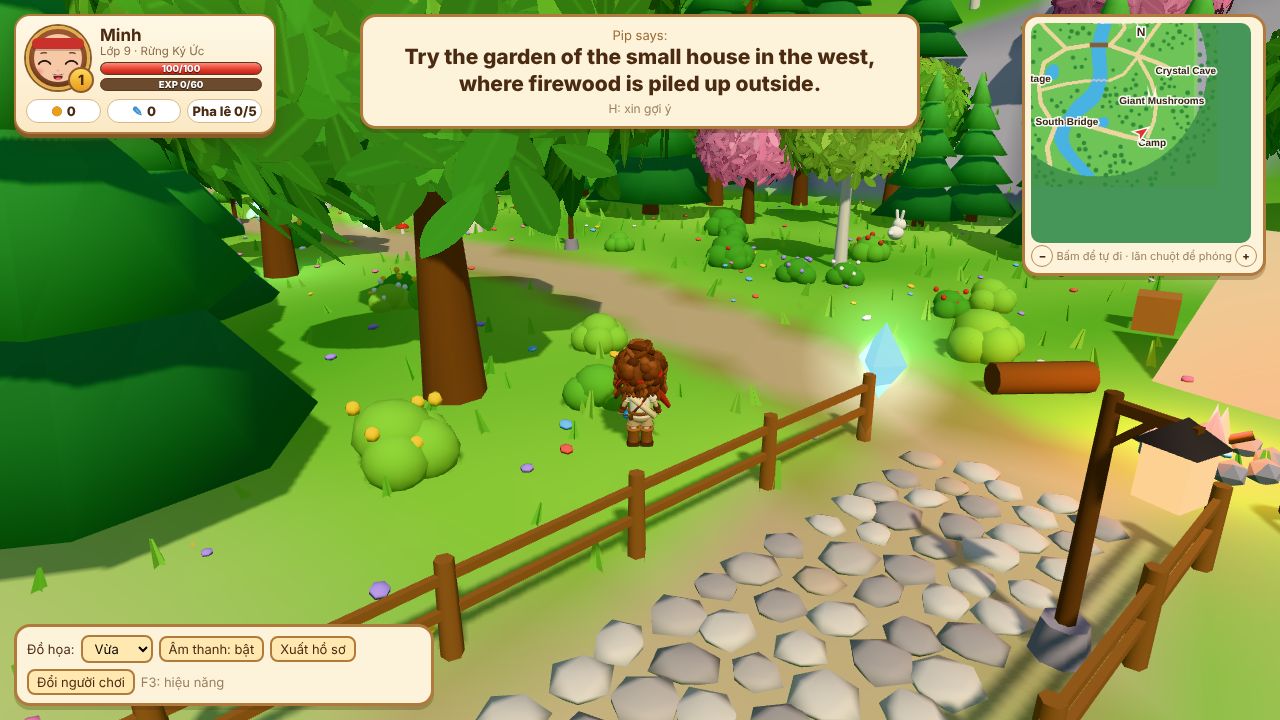 Minh
Lớp 9 · Rừng Ký Ức
100/100
EXP 0/60
1
0
0
Pha lê 0/5
Pip says:
Try the garden of the small house in the west,
where firewood is piled up outside.
H: xin gợi ý
N
tage
Crystal Cave
Giant Mushrooms
South Bridge
Camp
− Bấm để tự đi · lăn chuột để phóng +
Đồ họa: Vừa Âm thanh: bật Xuất hồ sơ
Đổi người chơi F3: hiệu năng